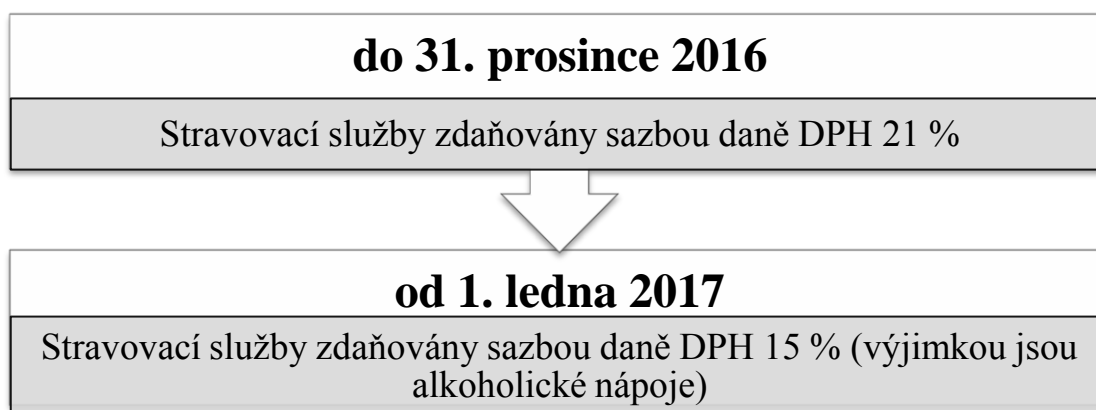 do 31. prosince 2016
Stravovací služby zdaňovány sazbou daně DPH 21 %
od 1. ledna 2017
Stravovací služby zdaňovány sazbou daně DPH 15 % (výjimkou jsou
alkoholické nápoje)